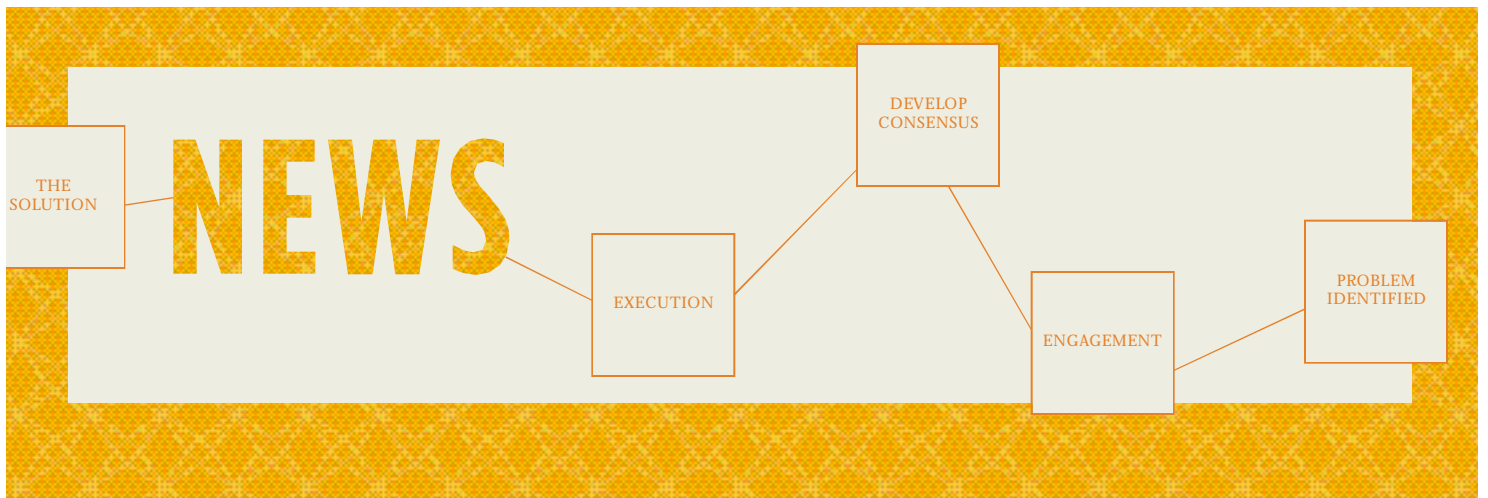 THE
SOLUTION
NEWS
EXECUTION
DEVELOP
CONSENSUS
ENGAGEMENT
PROBLEM
IDENTIFIED